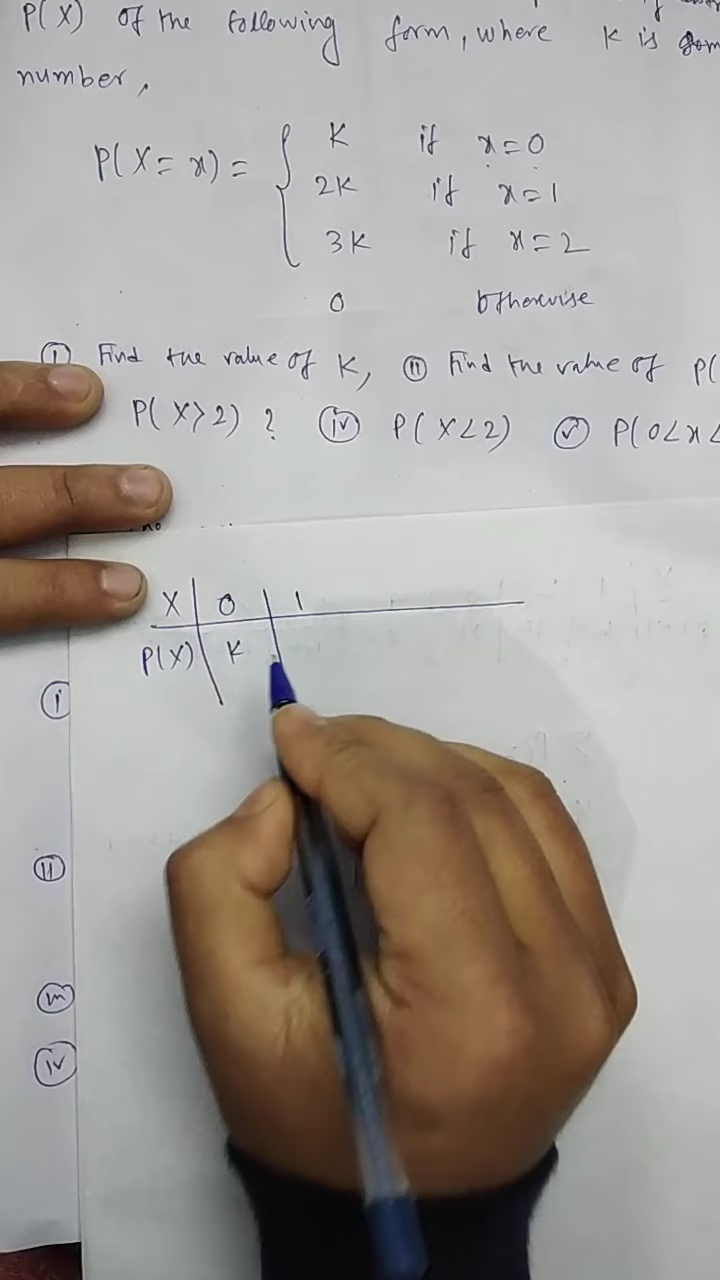 P(X) of the following form, where K is
number,
P(X = x) = { K if x = 0
2K if x = 1
3K if x = 2
0 otherwise
(i) Find the value of K, (ii) Find the value of P(
P(X > 2) ? (iv) P(X < 2) (v) P(0 < x <
X 0 1
P(X) K
(i)
(ii)
(iii)
(iv)